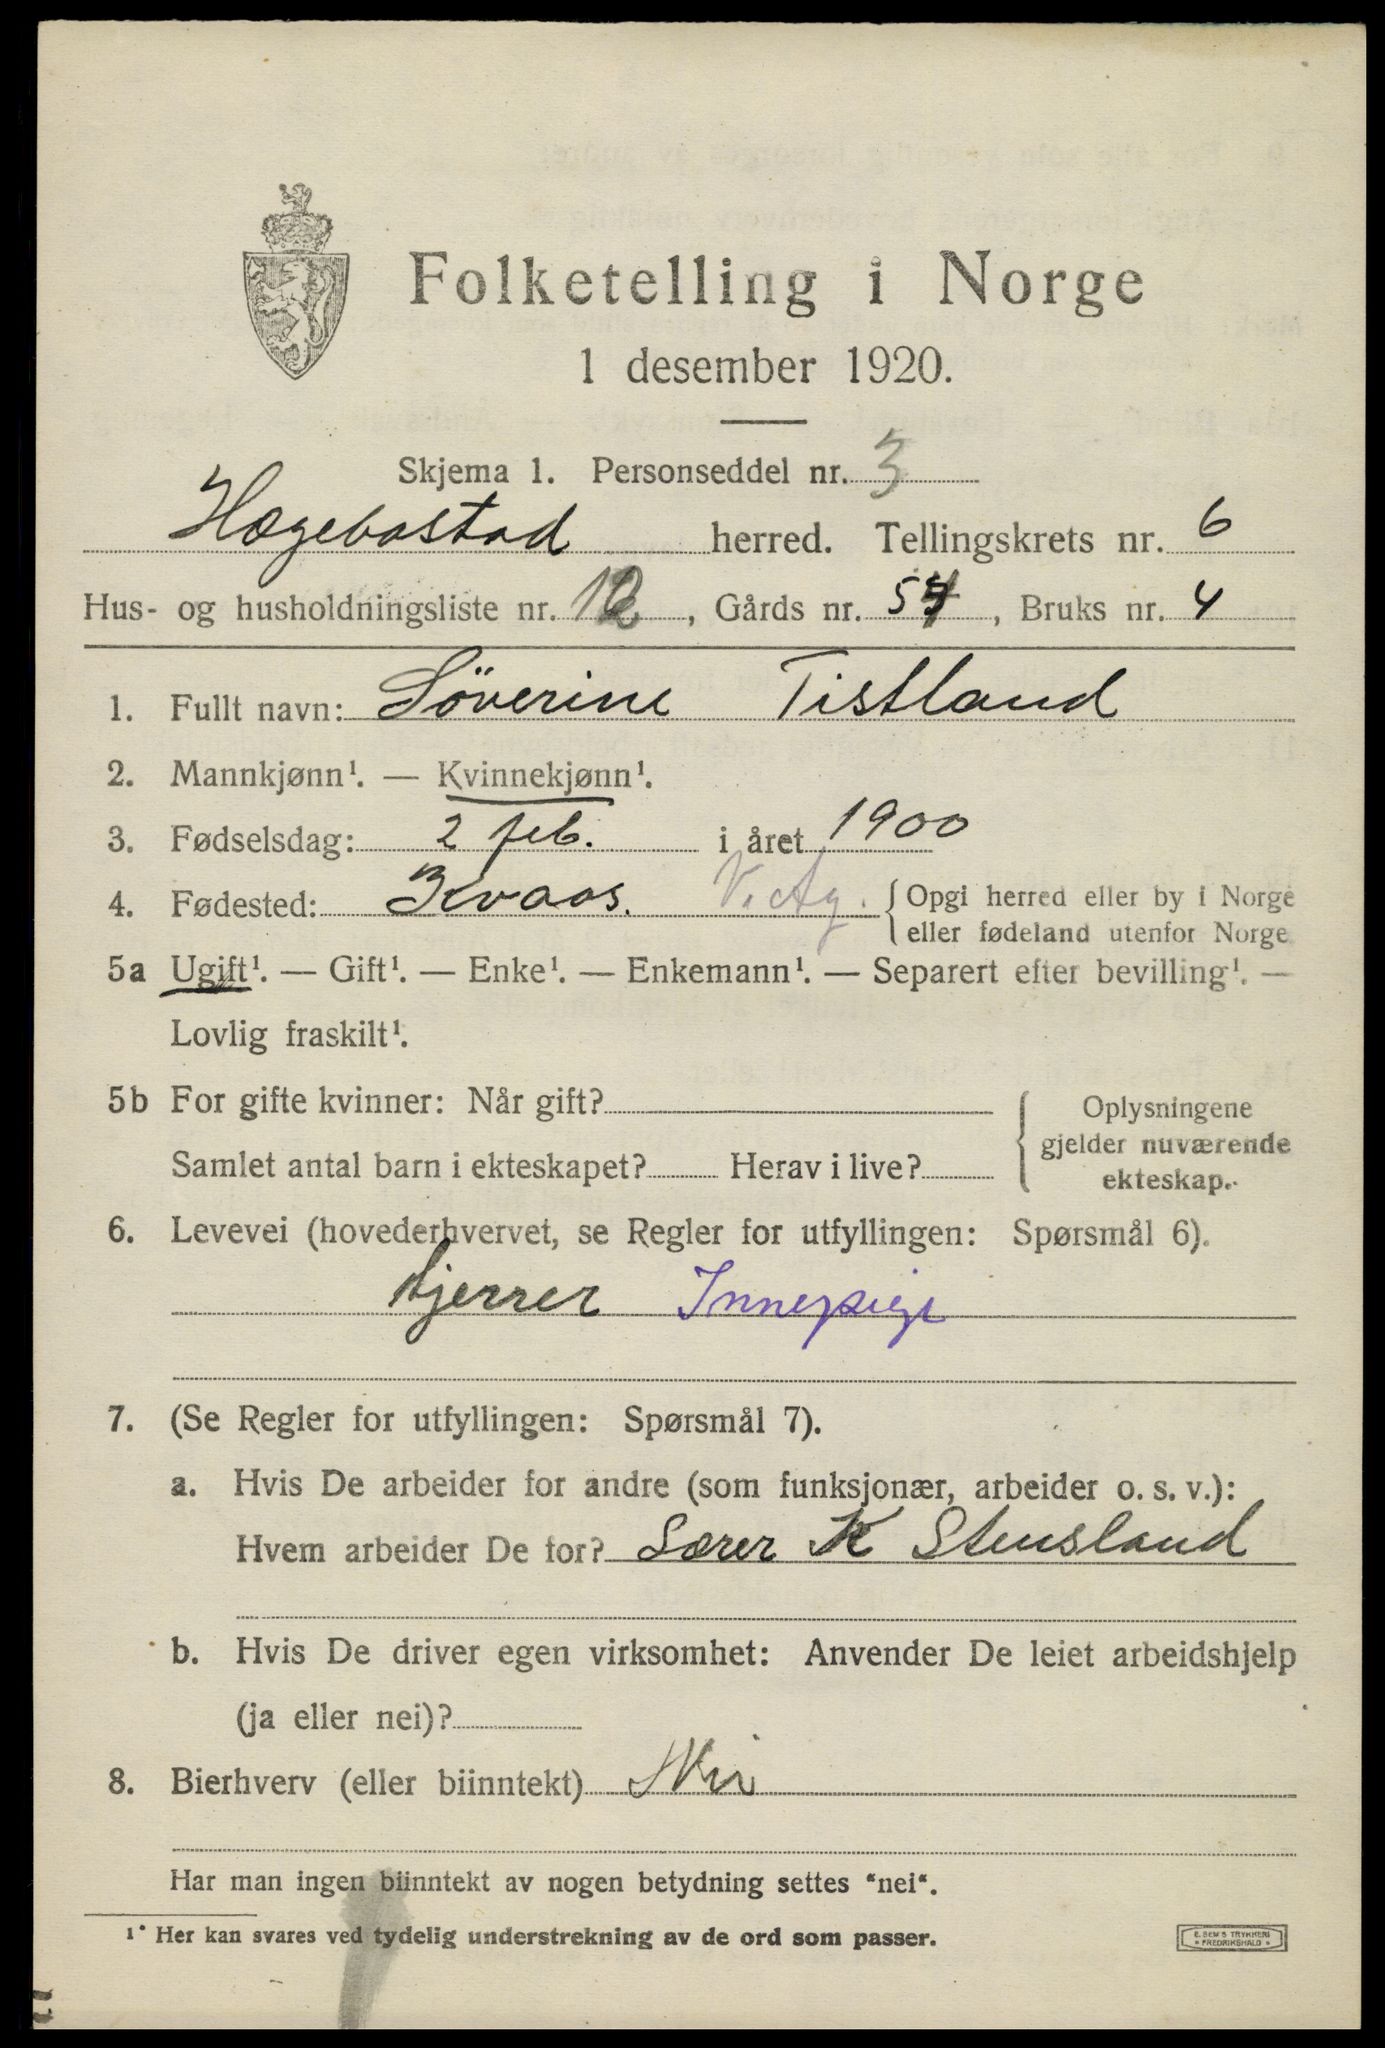 Folketelling i Norge
1 desember 1920.
Skjema 1. Personseddel nr. 3
Hægebostad herred. Tellingskrets nr. 6
Hus- og husholdningsliste nr. 12, Gårds nr. 54, Bruks nr. 4
1. Fullt navn: Söverine Tistland
2. Mannkjønn¹. — Kvinnekjønn¹.
3. Fødselsdag: 2 feb. i året 1900
4. Fødested: Kvaas. V. Ag. Opgi herred eller by i Norge
eller fødeland utenfor Norge
5a Ugift¹. — Gift¹. — Enke¹. — Enkemann¹. — Separert efter bevilling¹. —
Lovlig fraskilt¹.
5b For gifte kvinner: Når gift? Oplysningene
gjelder nuværende
Samlet antal barn i ekteskapet? Herav i live? ekteskap.
6. Levevei (hovederhvervet, se Regler for utfyllingen: Spørsmål 6).
tjener Innepige
7. (Se Regler for utfyllingen: Spørsmål 7).
a. Hvis De arbeider for andre (som funksjonær, arbeider o. s. v.):
Hvem arbeider De for? Lærer K Stensland
b. Hvis De driver egen virksomhet: Anvender De leiet arbeidshjelp
(ja eller nei)?
8. Bierhverv (eller biinntekt)
Har man ingen biinntekt av nogen betydning settes "nei".
¹ Her kan svares ved tydelig understrekning av de ord som passer.
E. SEM'S TRYKKERI
FREDRIKSHALD